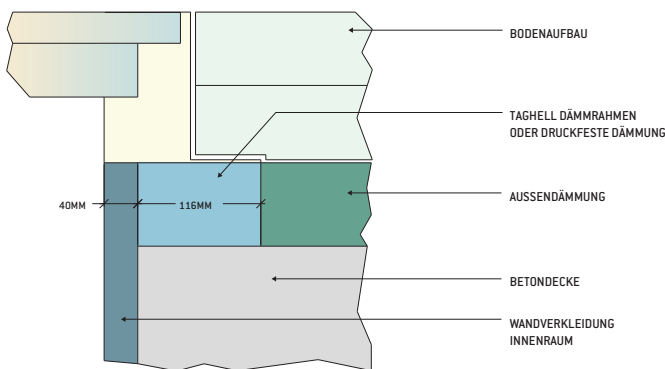 BODENAUFBAU
TAGHELL DÄMMRAHMEN
ODER DRUCKFESTE DÄMMUNG
40MM
116MM
AUSSENDÄMMUNG
BETONDECKE
WANDVERKLEIDUNG
INNENRAUM